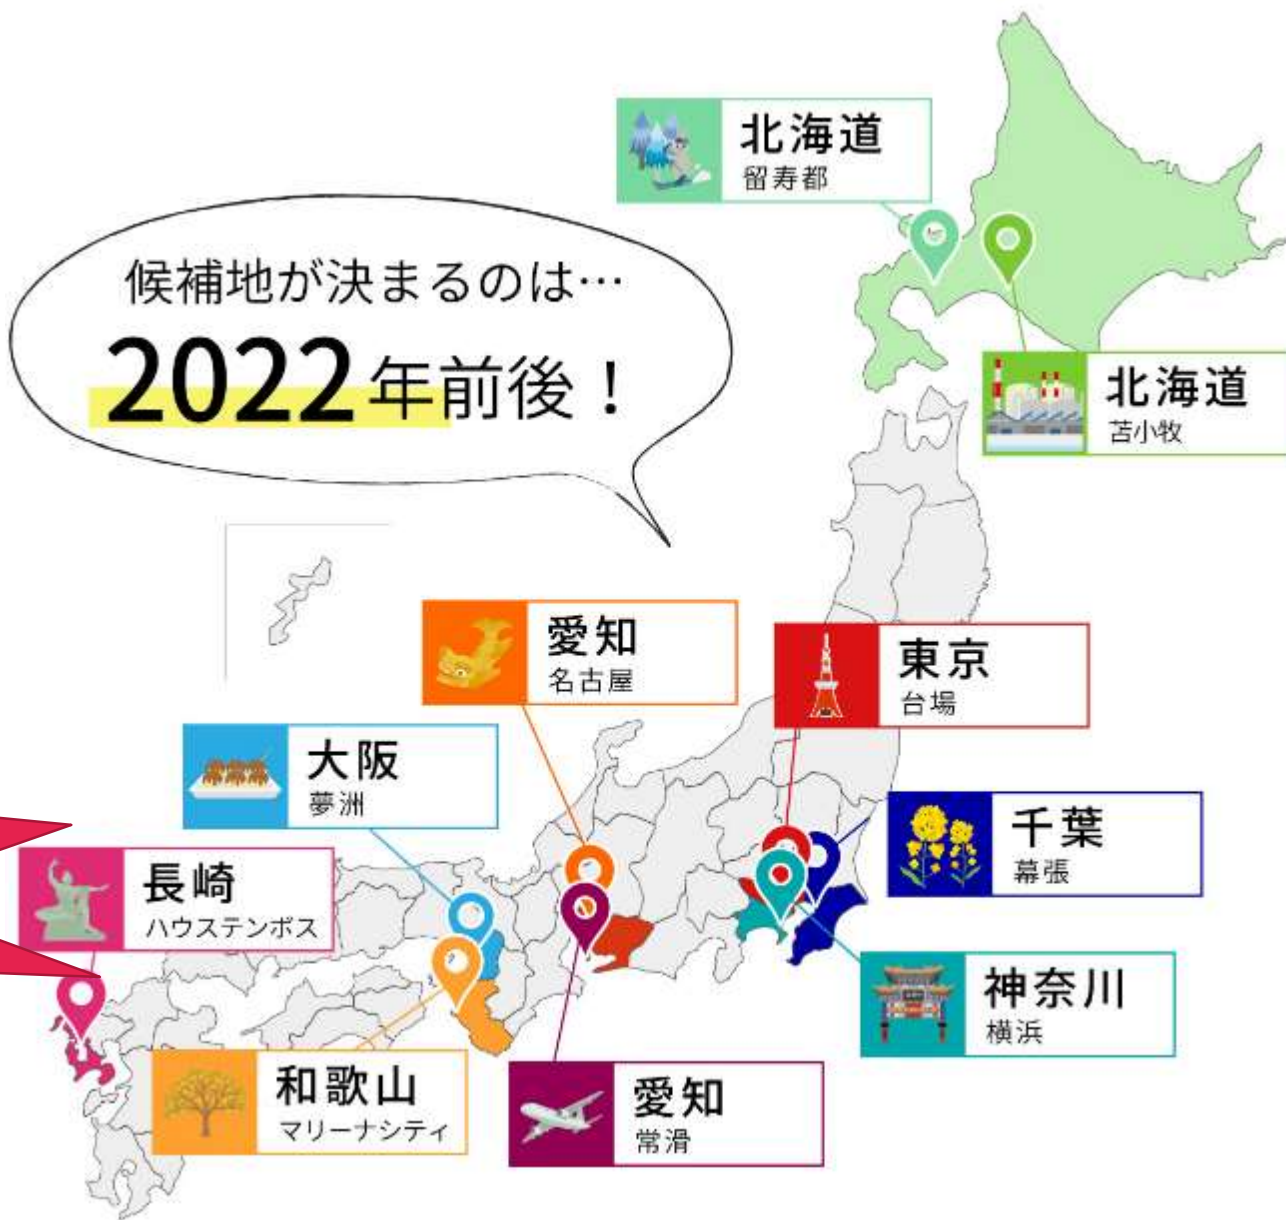 北海道
留寿都
候補地が決まるのは…
2022年前後！
北海道
苫小牧
愛知
名古屋
東京
台場
大阪
夢洲
千葉
幕張
長崎
ハウステンボス
神奈川
横浜
和歌山
マリーナシティ
愛知
常滑